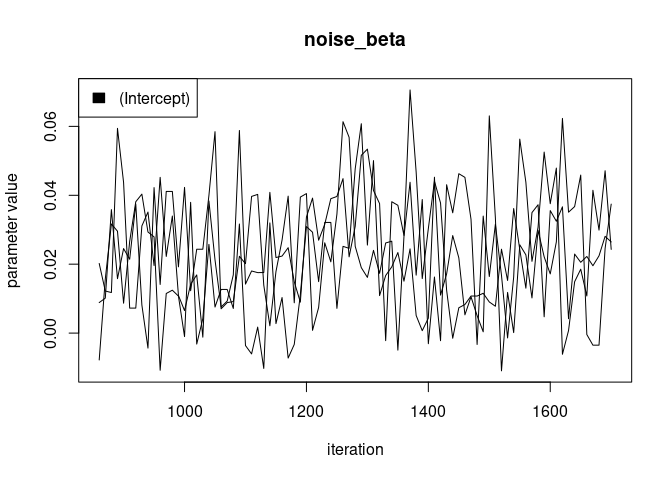 noise_beta
(Intercept)
parameter value
0.06
0.04
0.02
0.00
1000 1200 1400 1600
iteration